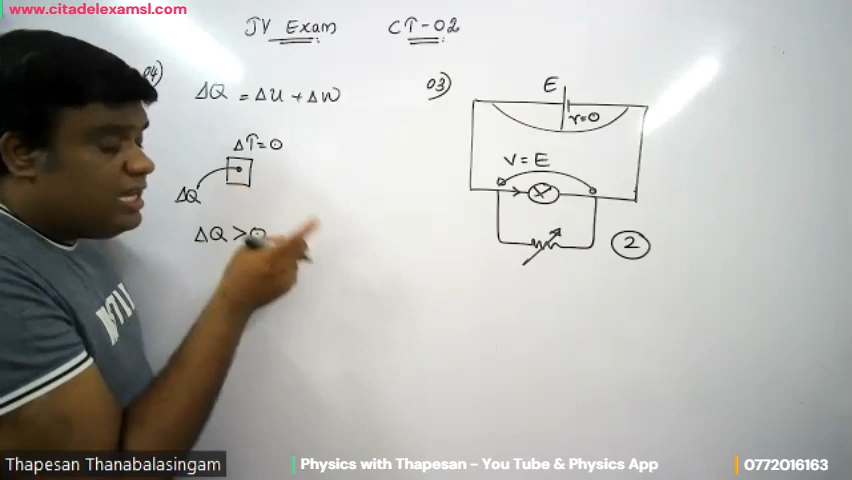 www.citadelexamsl.com
JV Exam CT-02
04)
ΔQ = ΔU + ΔW
ΔT=0
ΔQ
ΔQ >0
03)
E
r=0
V = E
2
Thapesan Thanabalasingam
Physics with Thapesan - You Tube & Physics App
0772016163